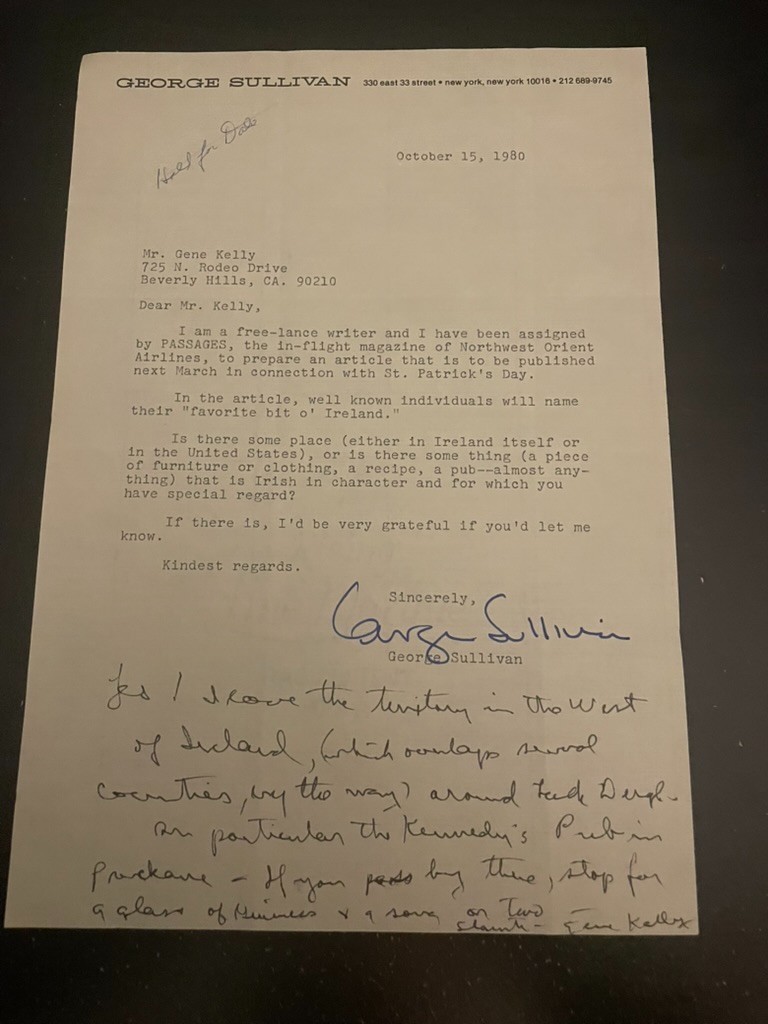 GEORGE SULLIVAN 330 east 33 street • new york, new york 10016 • 212 689-9745
Hold for
October 15, 1980
Mr. Gene Kelly
725 N. Rodeo Drive
Beverly Hills, CA. 90210
Dear Mr. Kelly,
I am a free-lance writer and I have been assigned
by PASSAGES, the in-flight magazine of Northwest Orient
Airlines, to prepare an article that is to be published
next March in connection with St. Patrick's Day.
In the article, well known individuals will name
their "favorite bit o' Ireland."
Is there some place (either in Ireland itself or
in the United States), or is there some thing (a piece
of furniture or clothing, a recipe, a pub--almost any-
thing) that is Irish in character and for which you
have special regard?
If there is, I'd be very grateful if you'd let me
know.
Kindest regards.
Sincerely,
George Sullivan
George Sullivan
Yes! I love the territory in the West
of Ireland, (which overlaps several
counties, by the way) around Derg -
in particular the Kennedy's Pub in
Puckane - If you pass by there, stop for
a glass of Guinness & a song or two
Slainte - Gene Kelly